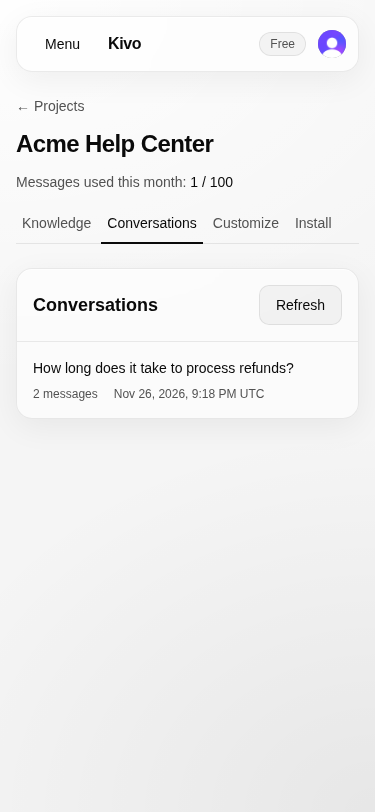 Menu Kivo Free
← Projects
Acme Help Center
Messages used this month: 1 / 100
Knowledge Conversations Customize Install
Conversations Refresh
How long does it take to process refunds?
2 messages Nov 26, 2026, 9:18 PM UTC